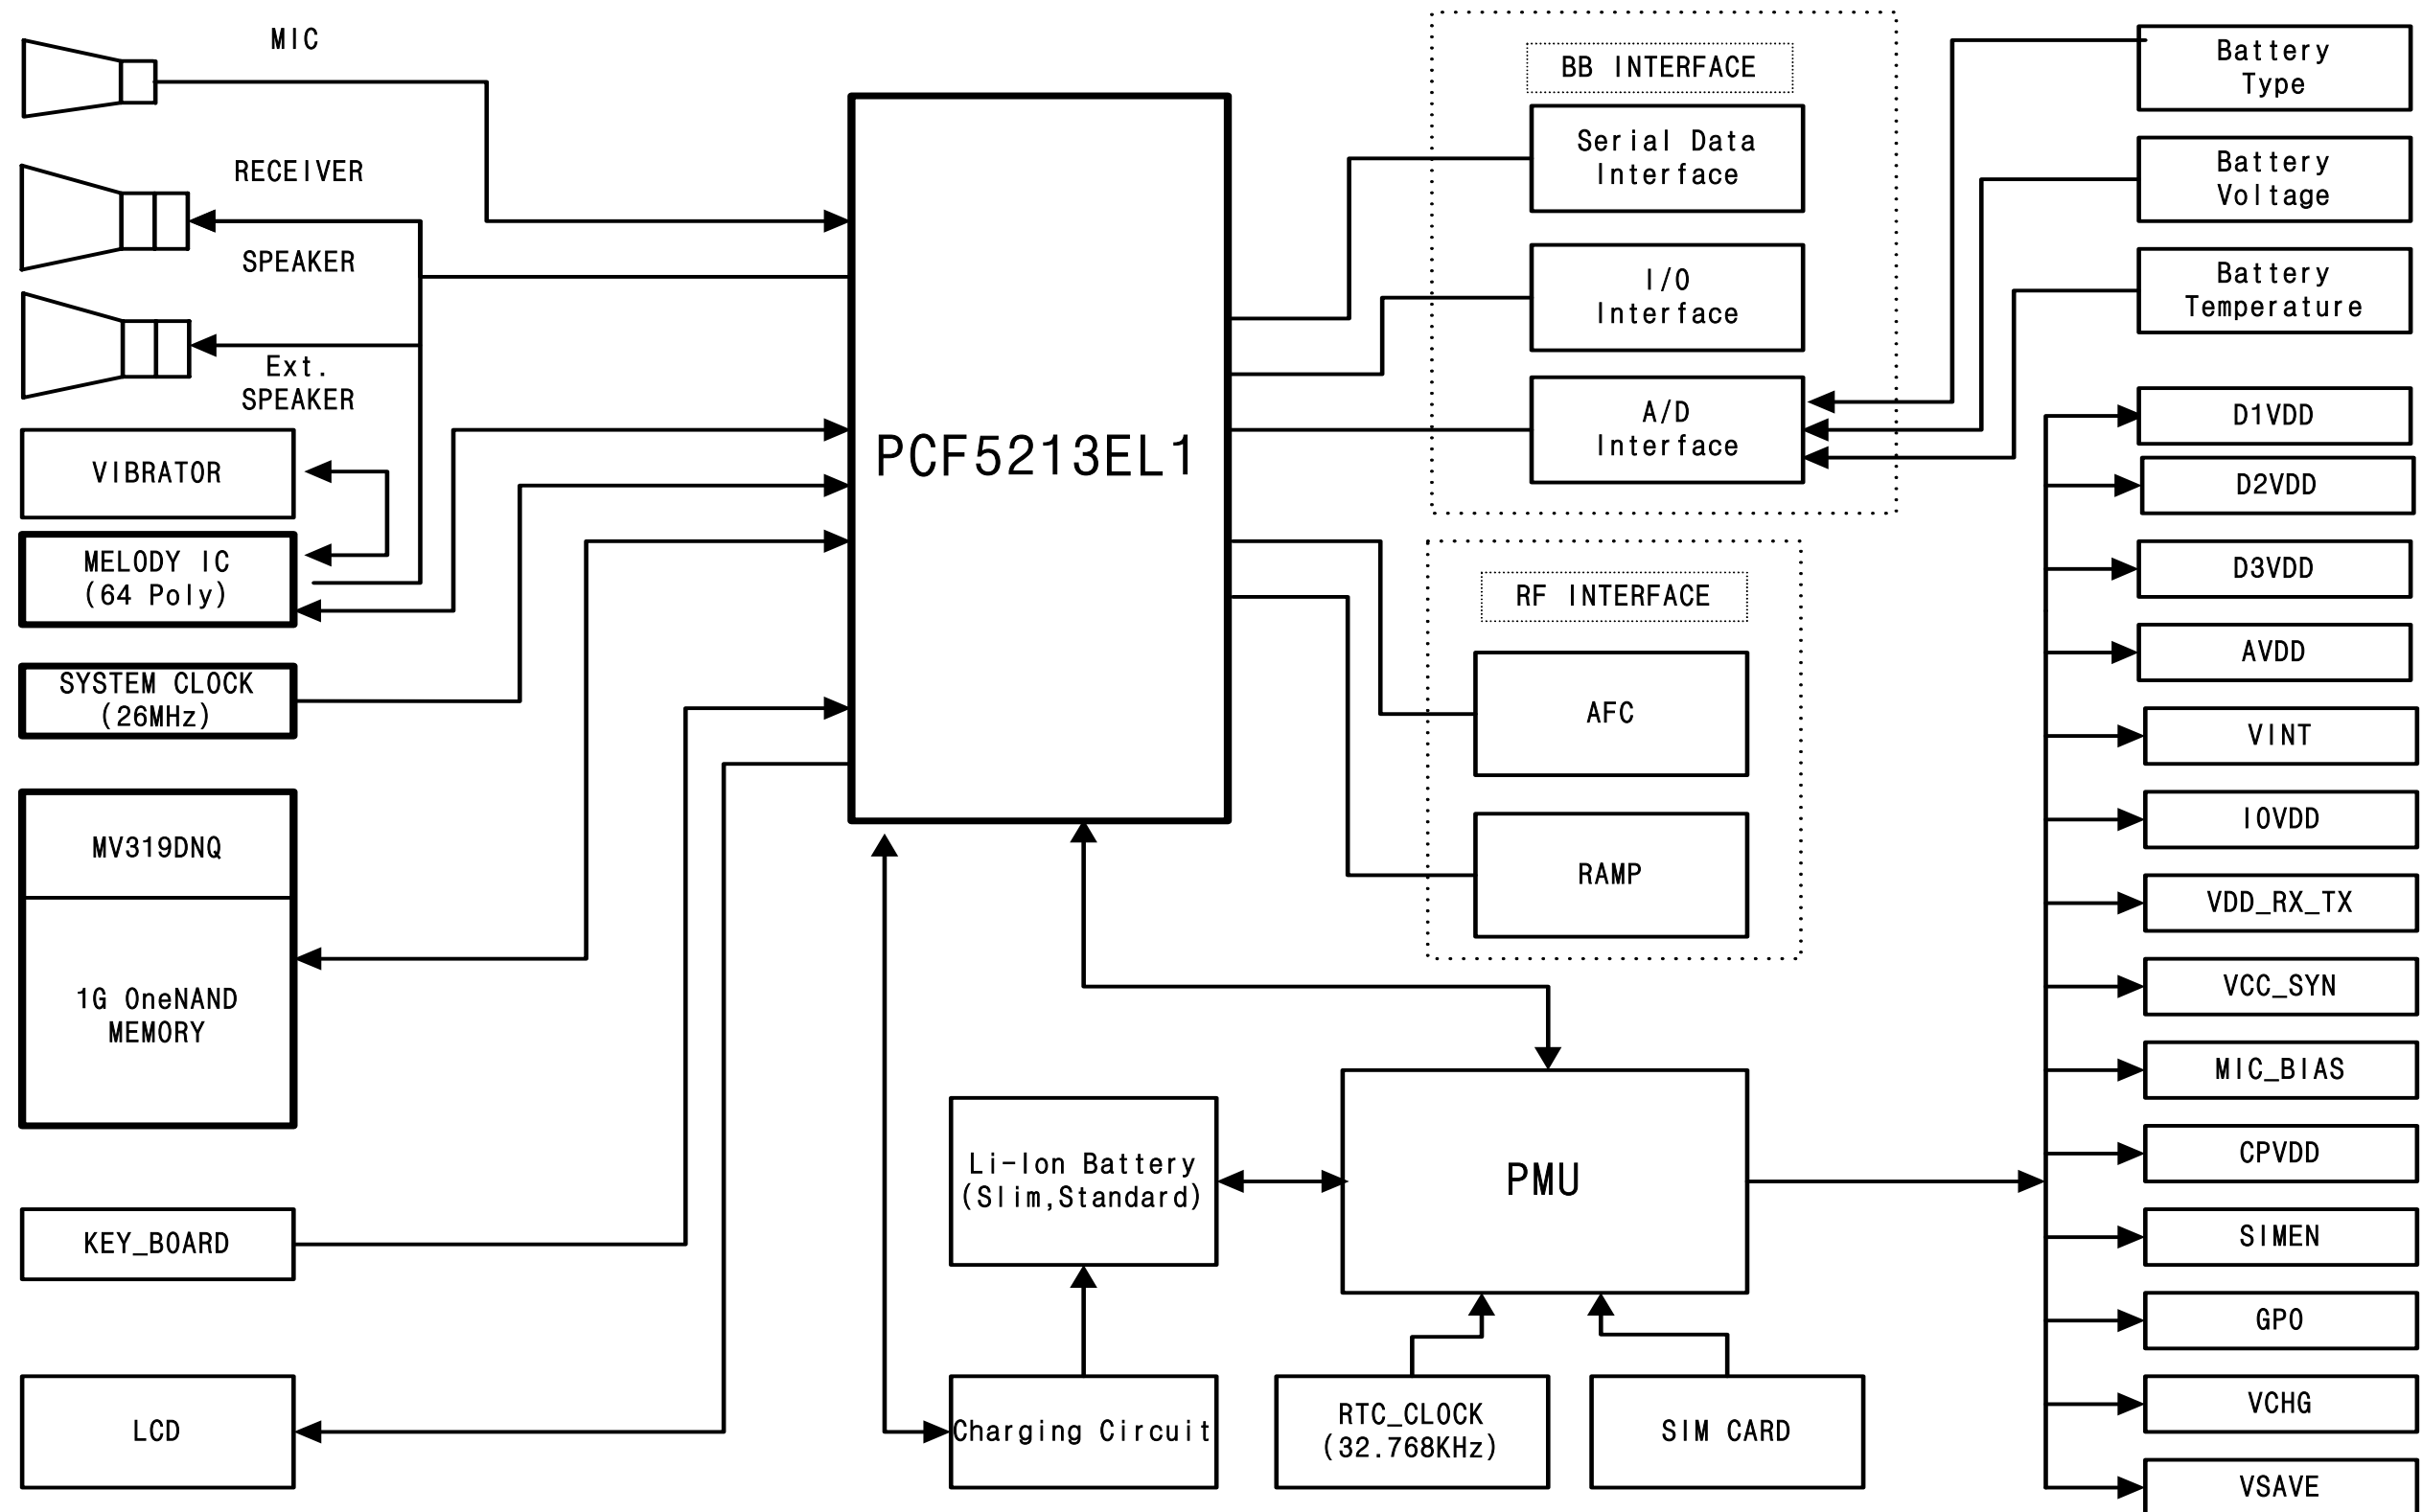 MIC
RECEIVER
SPEAKER
Ext.
SPEAKER
VIBRATOR
MELODY IC
(64 Poly)
SYSTEM CLOCK
(26MHz)
MV319DNQ
1G OneNAND
MEMORY
KEY_BOARD
LCD
PCF5213EL1
BB INTERFACE
Serial Data
Interface
I/O
Interface
A/D
Interface
RF INTERFACE
AFC
RAMP
Li-Ion Battery
(Slim,Standard)
PMU
Charging Circuit
RTC_CLOCK
(32.768KHz)
SIM CARD
Battery
Type
Battery
Voltage
Battery
Temperature
D1VDD
D2VDD
D3VDD
AVDD
VINT
IOVDD
VDD_RX_TX
VCC_SYN
MIC_BIAS
CPVDD
SIMEN
GPO
VCHG
VSAVE